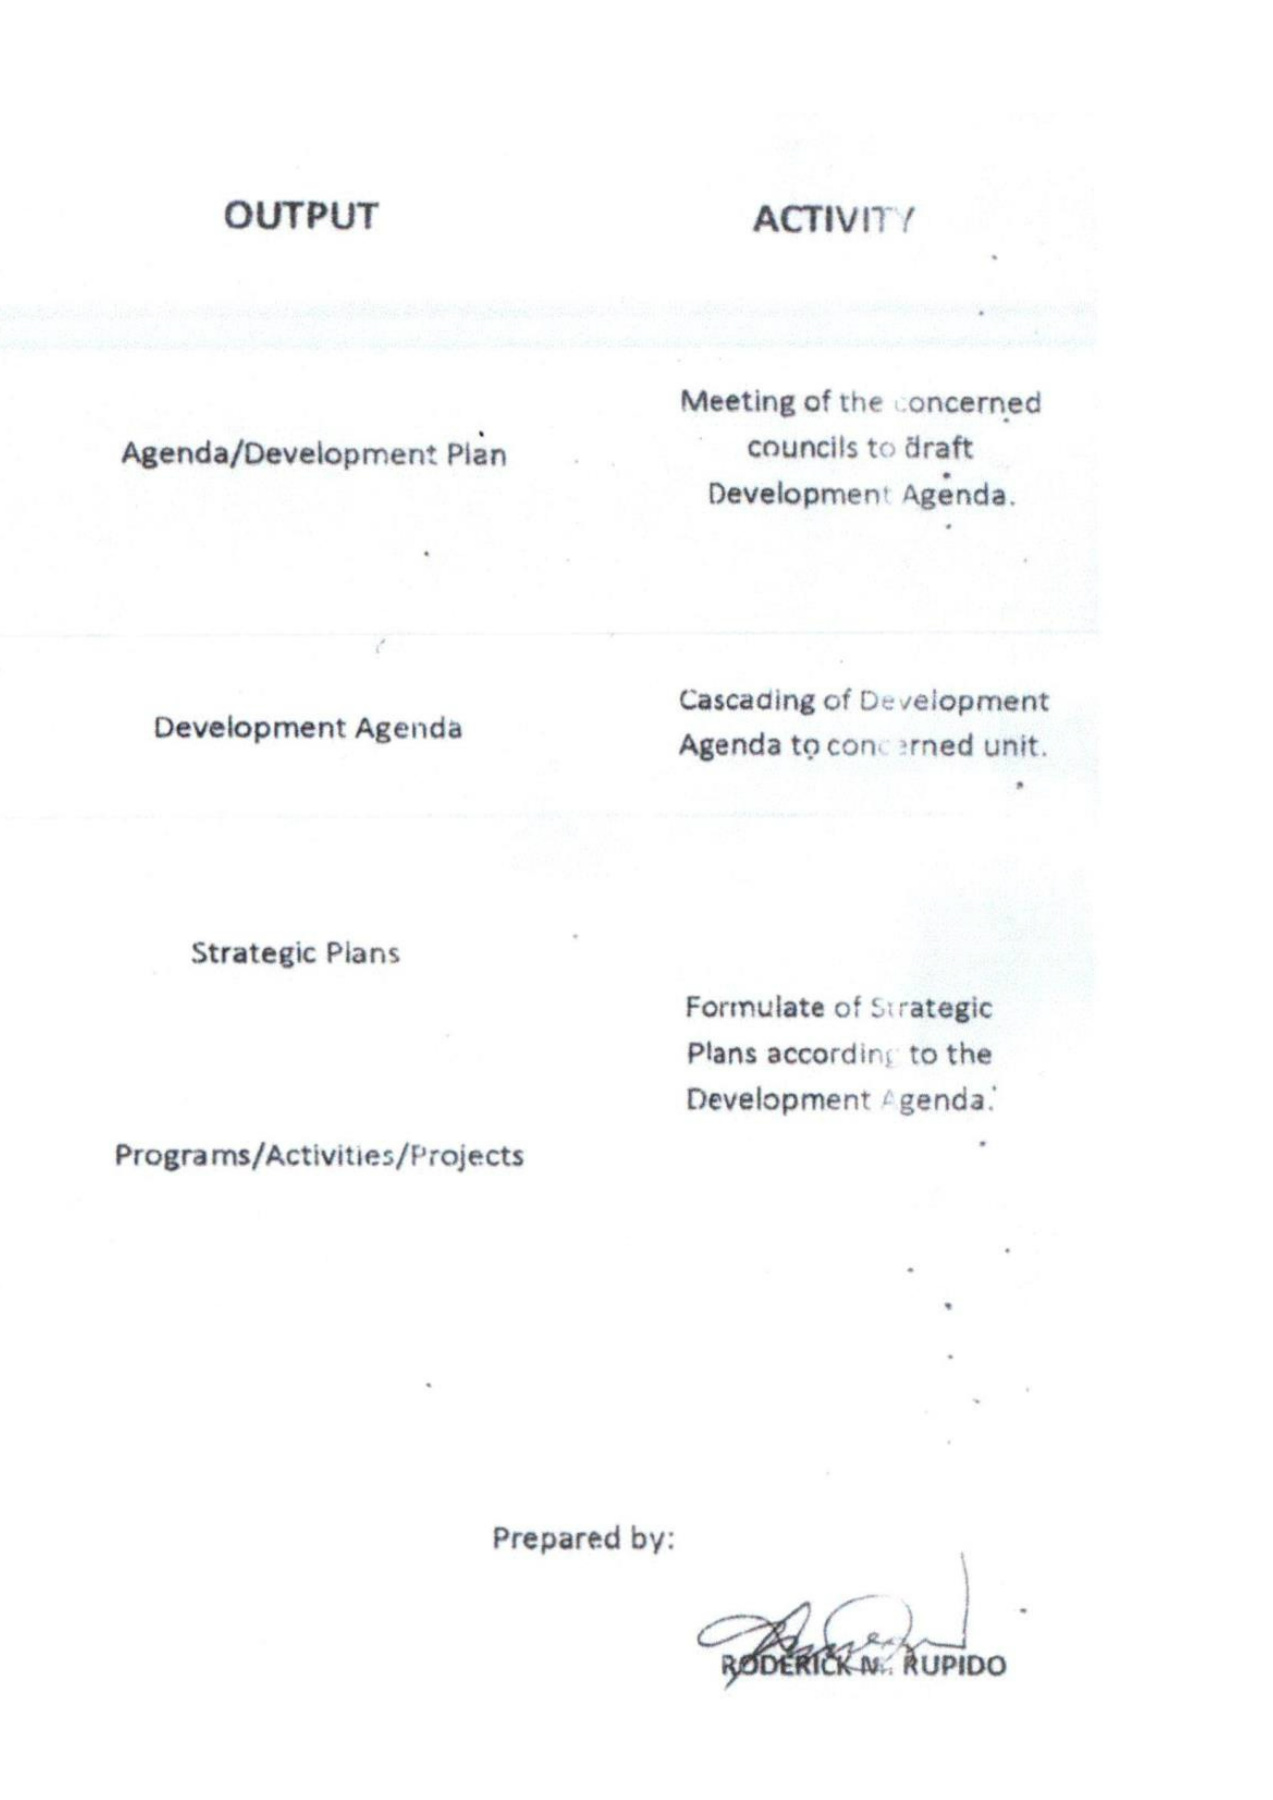 OUTPUT
ACTIVITY
Agenda/Development Plan
Meeting of the concerned
councils to draft
Development Agenda.
Development Agenda
Cascading of Development
Agenda to concerned unit.
Strategic Plans
Formulate of Strategic
Plans according to the
Development Agenda.
Programs/Activities/Projects
Prepared by:
RODERICK M. RUPIDO